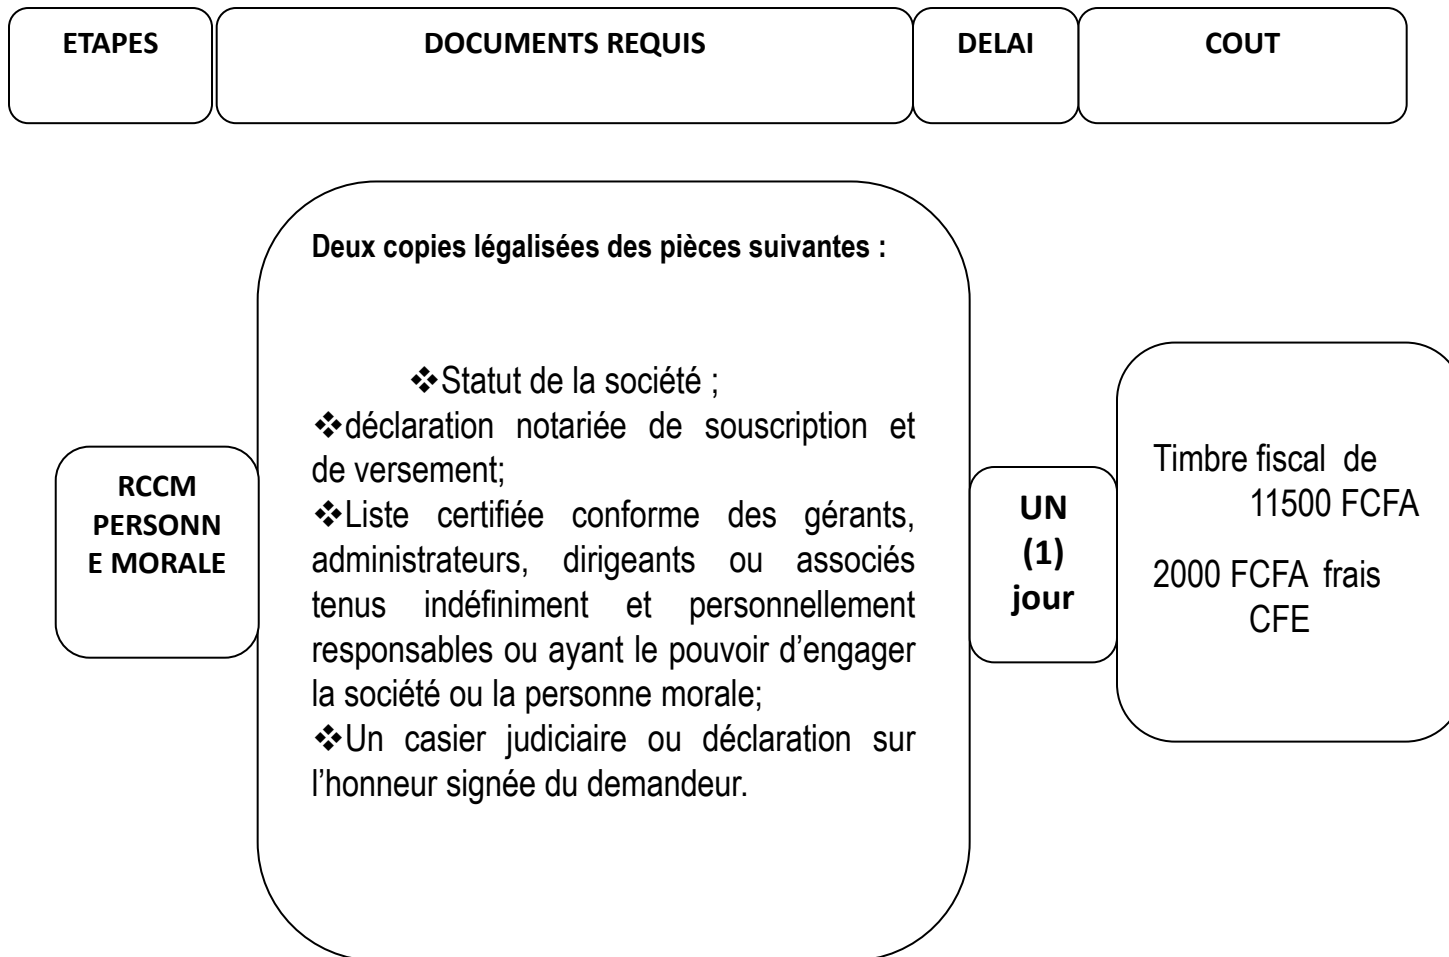 ETAPES
DOCUMENTS REQUIS
DELAI
COUT
RCCM
PERSONN
E MORALE
Deux copies légalisées des pièces suivantes :
❖Statut de la société ;
❖déclaration notariée de souscription et
de versement;
❖Liste certifiée conforme des gérants,
administrateurs, dirigeants ou associés
tenus indéfiniment et personnellement
responsables ou ayant le pouvoir d’engager
la société ou la personne morale;
❖Un casier judiciaire ou déclaration sur
l’honneur signée du demandeur.
UN
(1)
jour
Timbre fiscal de
11500 FCFA
2000 FCFA frais
CFE